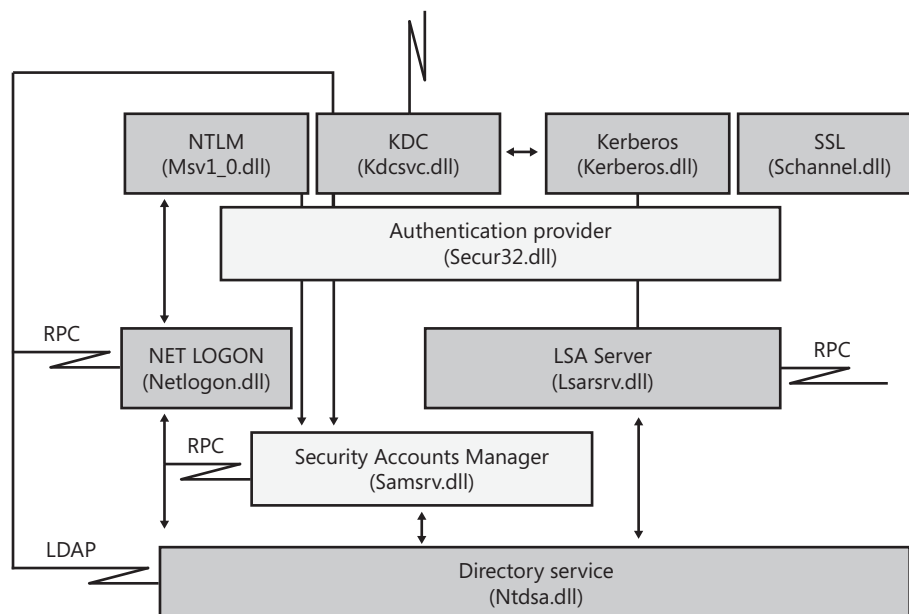 NTLM
(Msv1_0.dll)
KDC
(Kdcsvc.dll)
Kerberos
(Kerberos.dll)
SSL
(Schannel.dll)
Authentication provider
(Secur32.dll)
RPC
NET LOGON
(Netlogon.dll)
LSA Server
(Lsarsrv.dll)
RPC
RPC
Security Accounts Manager
(Samsrv.dll)
LDAP
Directory service
(Ntdsa.dll)